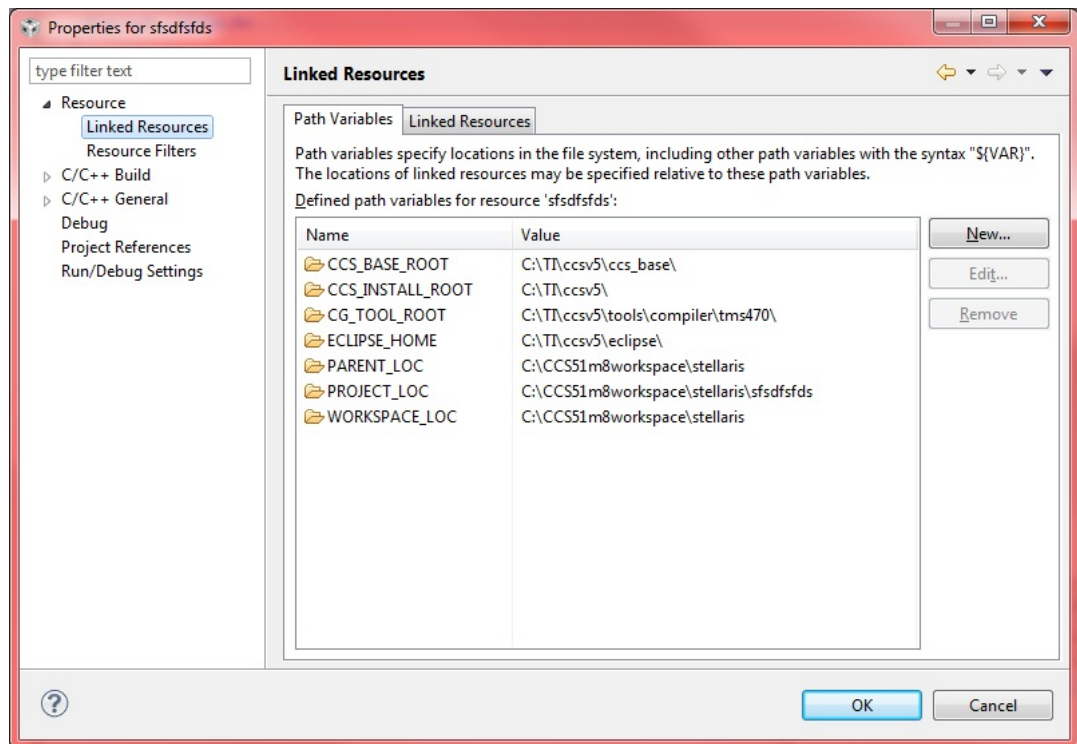 Properties for sfsdfsfds
type filter text
Resource
Linked Resources
Resource Filters
C/C++ Build
C/C++ General
Debug
Project References
Run/Debug Settings
Linked Resources
Path Variables Linked Resources
Path variables specify locations in the file system, including other path variables with the syntax "${VAR}".
The locations of linked resources may be specified relative to these path variables.
Defined path variables for resource 'sfsdfsfds':
Name Value
CCS_BASE_ROOT C:\TI\ccsv5\ccs_base\
CCS_INSTALL_ROOT C:\TI\ccsv5\
CG_TOOL_ROOT C:\TI\ccsv5\tools\compiler\tms470\
ECLIPSE_HOME C:\TI\ccsv5\eclipse\
PARENT_LOC C:\CCS51m8workspace\stellaris
PROJECT_LOC C:\CCS51m8workspace\stellaris\sfsdfsfds
WORKSPACE_LOC C:\CCS51m8workspace\stellaris
New...
Edit...
Remove
?
OK Cancel